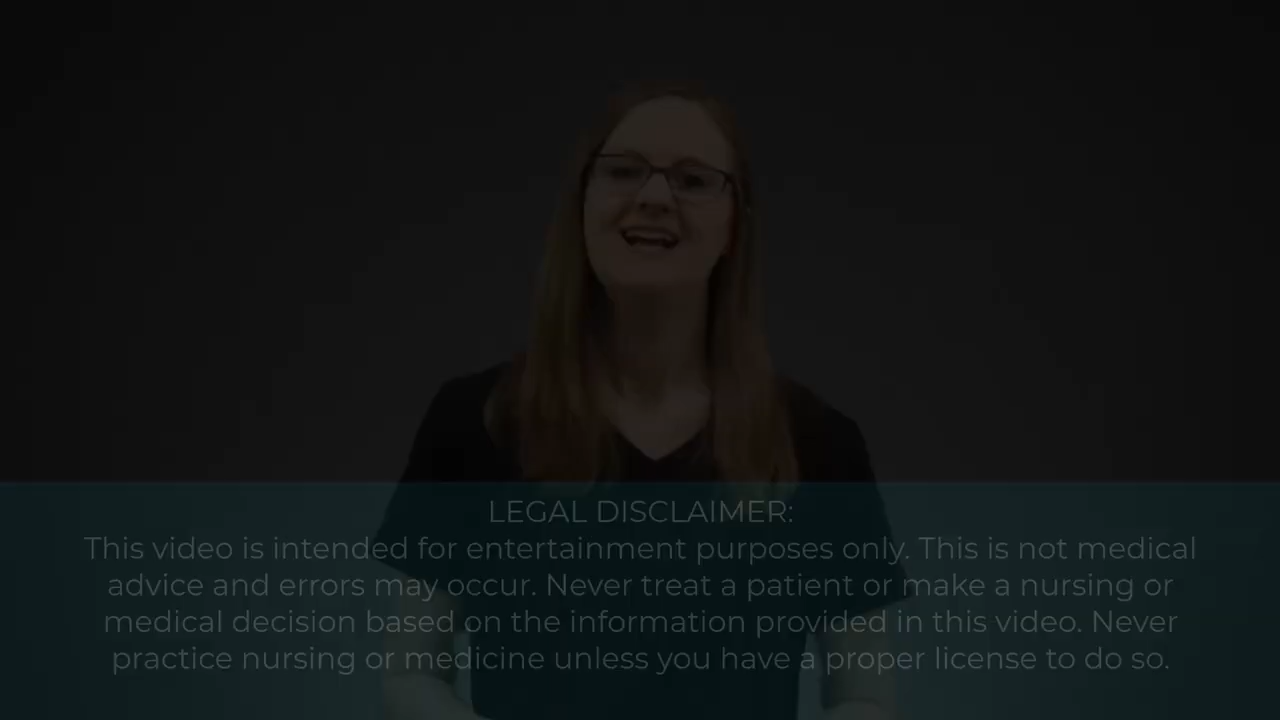 LEGAL DISCLAIMER:
This video is intended for entertainment purposes only. This is not medical
advice and errors may occur. Never treat a patient or make a nursing or
medical decision based on the information provided in this video. Never
practice nursing or medicine unless you have a proper license to do so.